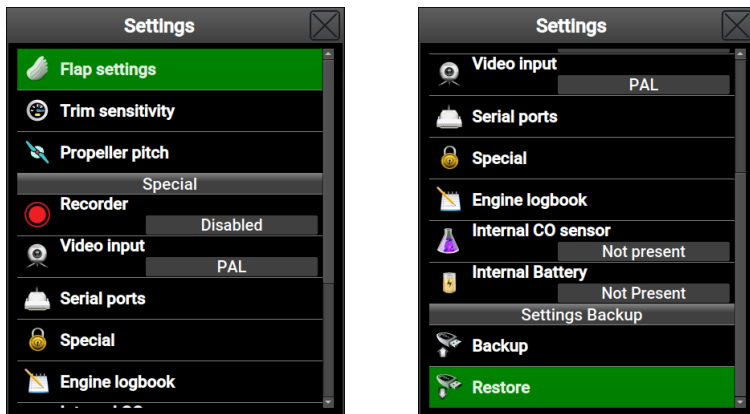 Settings
Flap settings
Trim sensitivity
Propeller pitch
Special
Recorder
Disabled
Video input
PAL
Serial ports
Special
Engine logbook
Settings
Video input
PAL
Serial ports
Special
Engine logbook
Internal CO sensor
Not present
Internal Battery
Not Present
Settings Backup
Backup
Restore